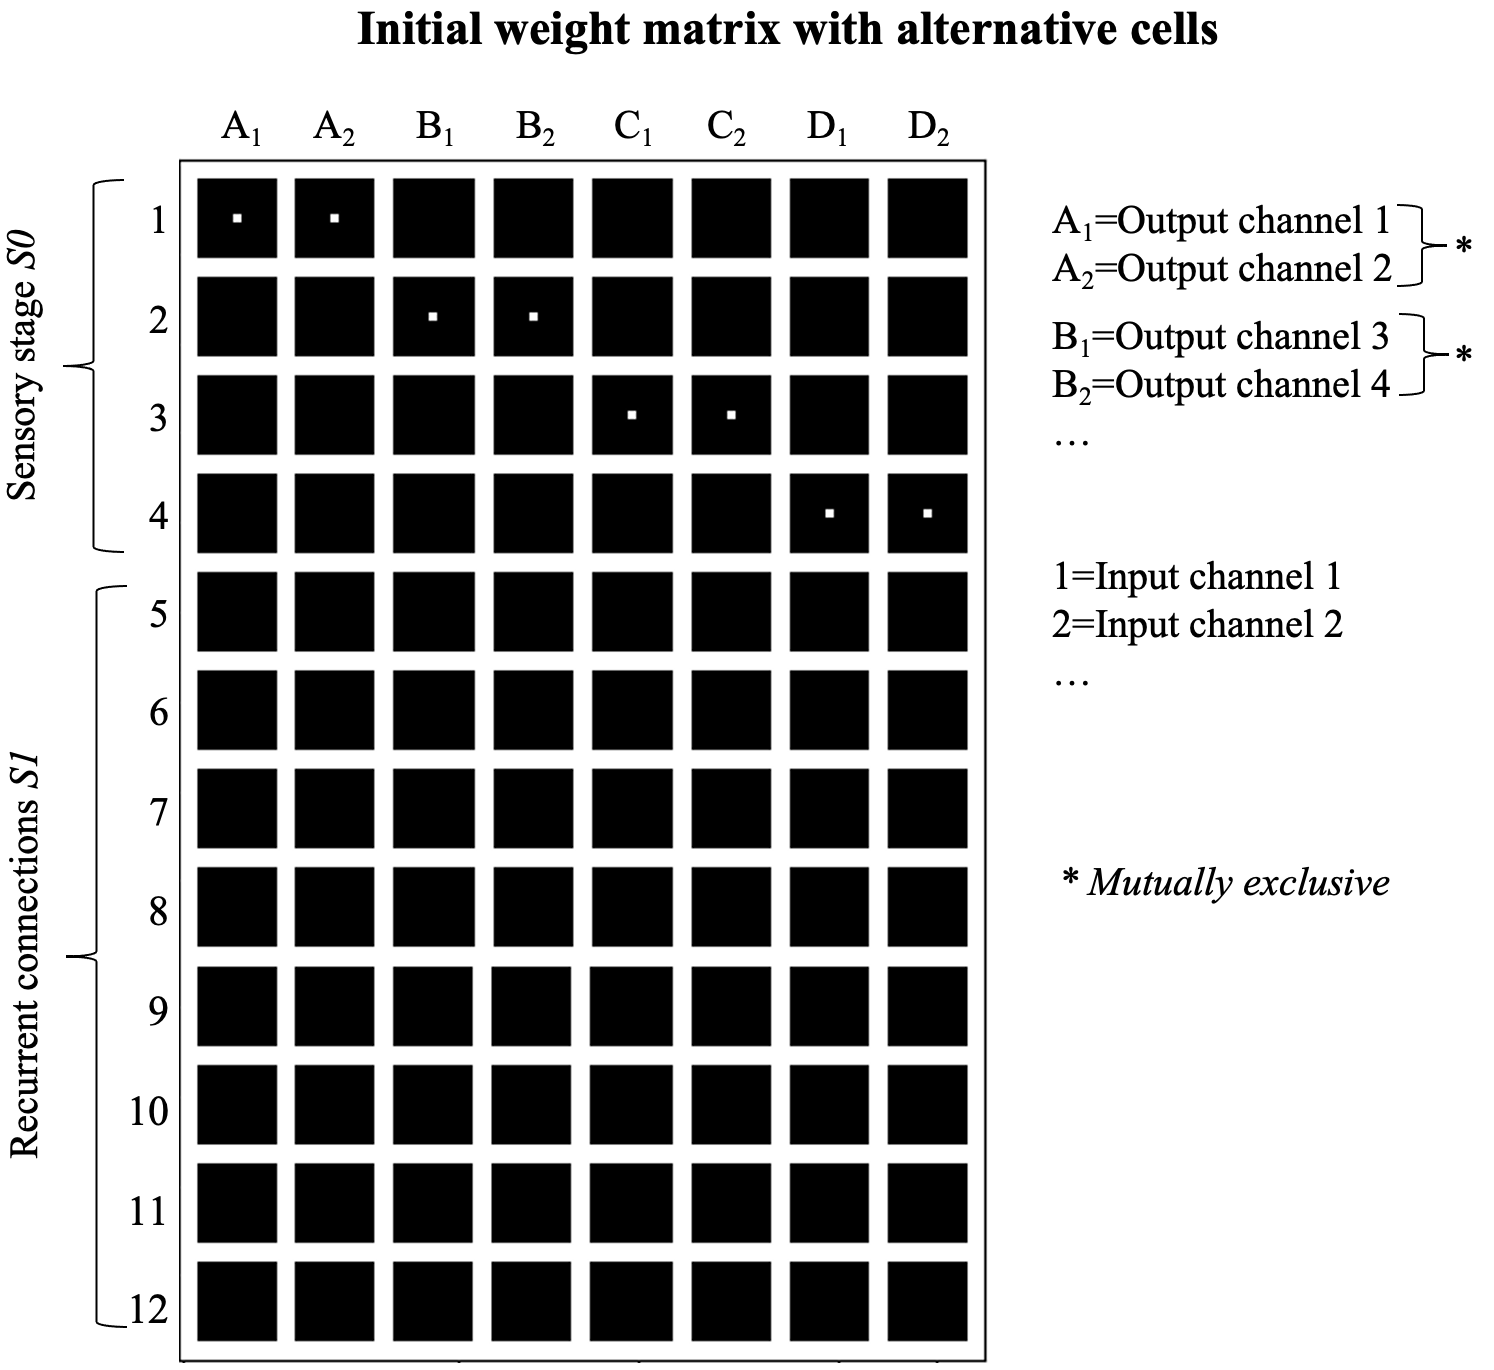 Initial weight matrix with alternative cells
A₁ A₂ B₁ B₂ C₁ C₂ D₁ D₂
Sensory stage S0
1
2
3
4
Recurrent connections S1
5
6
7
8
9
10
11
12
A₁=Output channel 1
A₂=Output channel 2
*
B₁=Output channel 3
B₂=Output channel 4
*
…
1=Input channel 1
2=Input channel 2
…
* Mutually exclusive